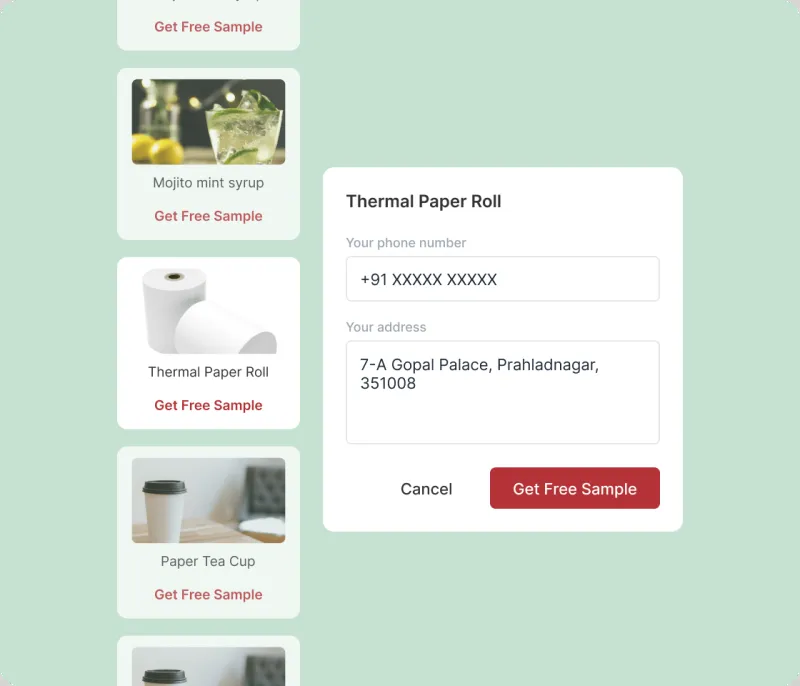 Get Free Sample
Mojito mint syrup
Get Free Sample
Thermal Paper Roll
Get Free Sample
Paper Tea Cup
Get Free Sample
Thermal Paper Roll
Your phone number
+91 XXXXX XXXXX
Your address
7-A Gopal Palace, Prahladnagar,
351008
Cancel
Get Free Sample